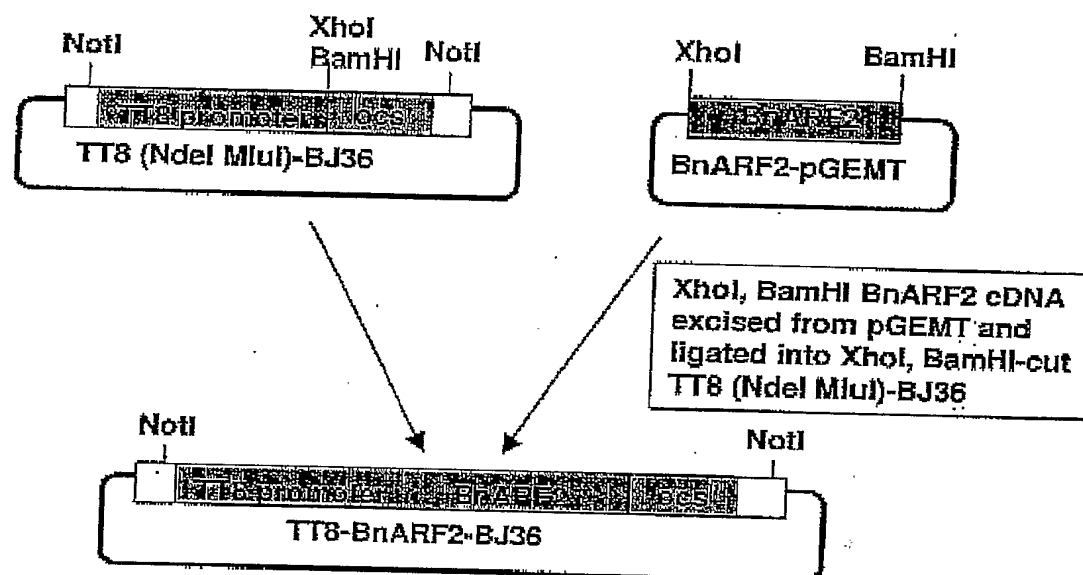 NotI
XhoI
BamHI
NotI
TT8 promoter
ocs
TT8 (NdeI MluI)-BJ36
XhoI
BamHI
BnARF2
BnARF2-pGEMT
XhoI, BamHI BnARF2 cDNA
excised from pGEMT and
ligated into XhoI, BamHI-cut
TT8 (NdeI MluI)-BJ36
NotI
NotI
TT8 promoter
BnARF2
ocs
TT8-BnARF2-BJ36